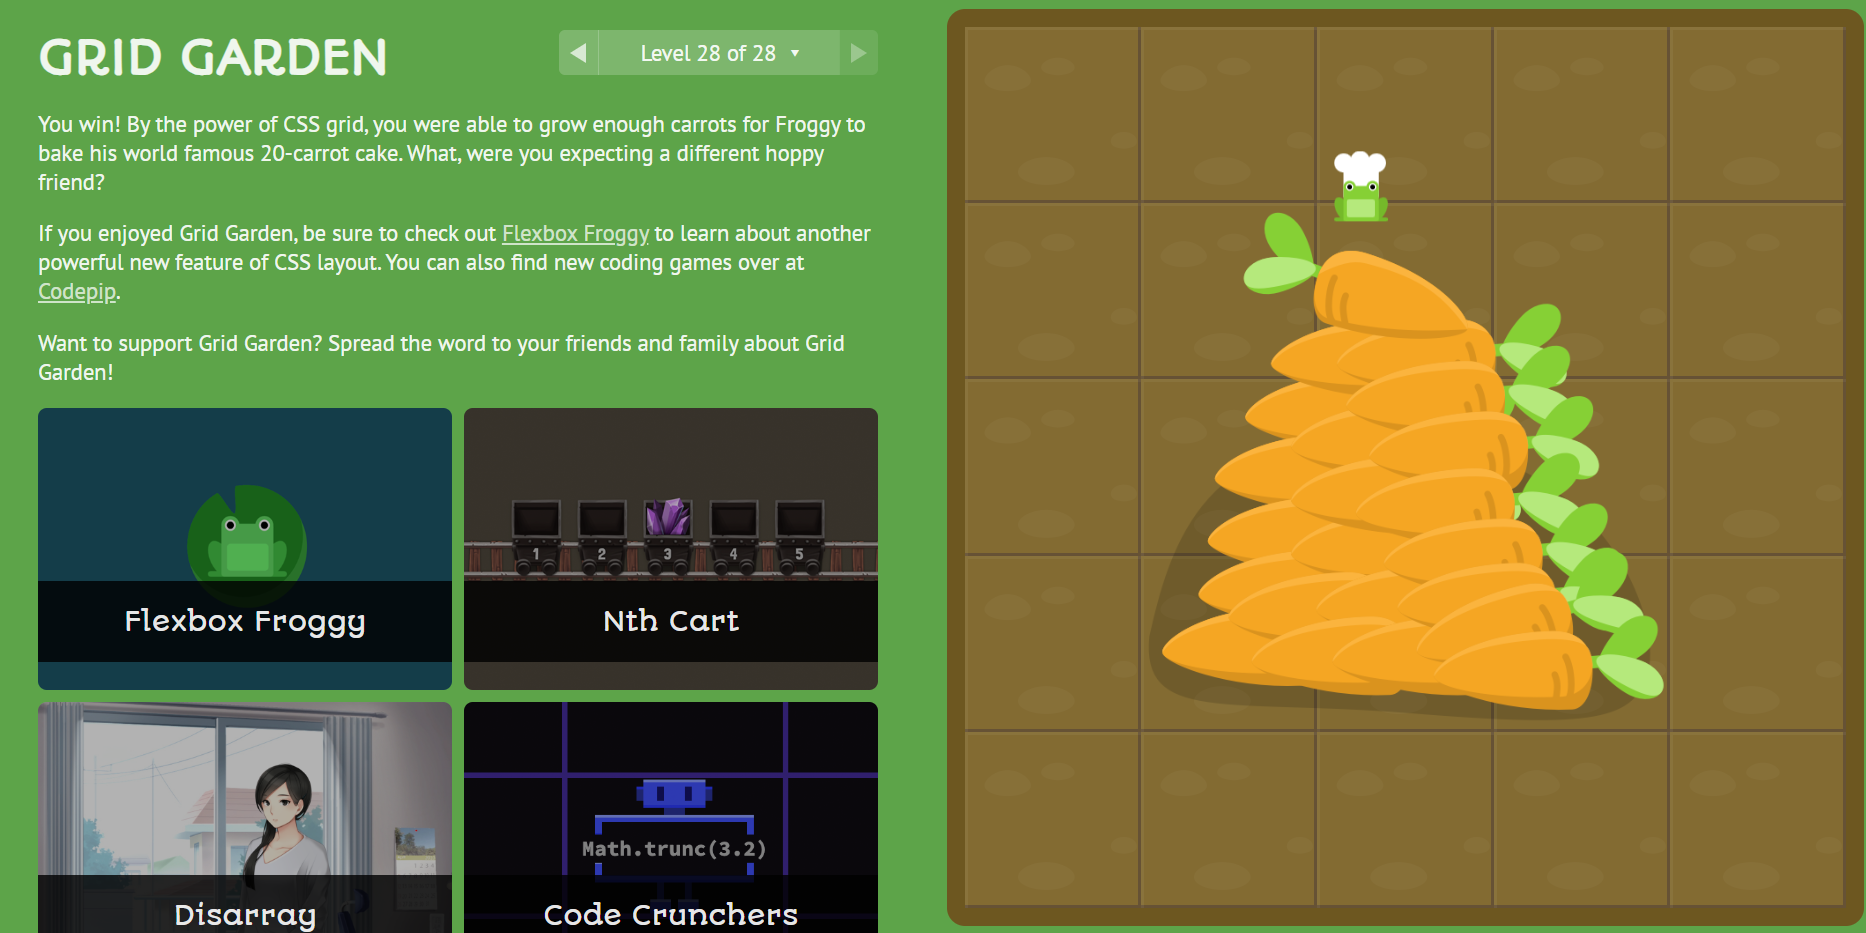 GRID GARDEN
Level 28 of 28
You win! By the power of CSS grid, you were able to grow enough carrots for Froggy to
bake his world famous 20-carrot cake. What, were you expecting a different hoppy
friend?
If you enjoyed Grid Garden, be sure to check out Flexbox Froggy to learn about another
powerful new feature of CSS layout. You can also find new coding games over at
Codepip.
Want to support Grid Garden? Spread the word to your friends and family about Grid
Garden!
Flexbox Froggy
1 2 3 4 5
Nth Cart
Disarray
Math.trunc(3.2)
Code Crunchers